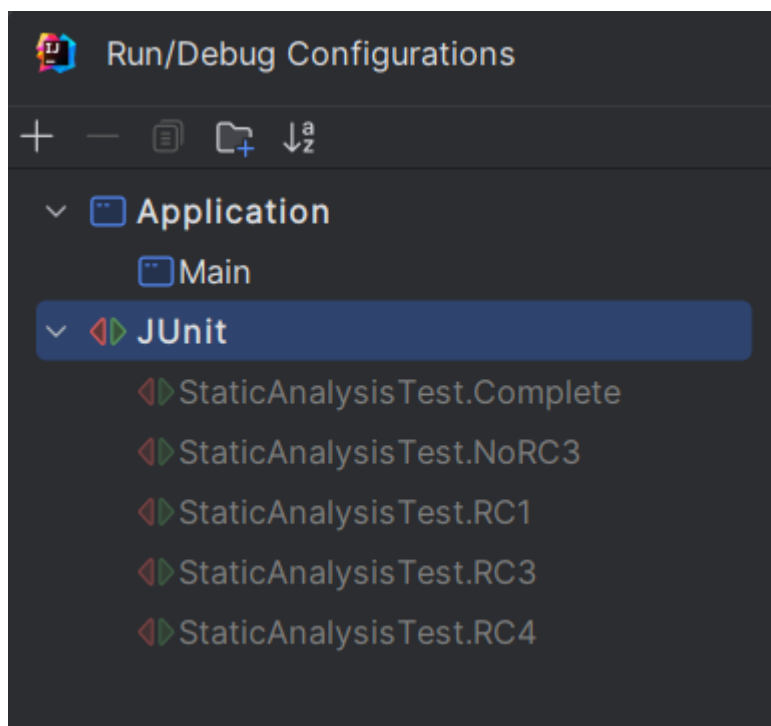 Run/Debug Configurations
Application
Main
JUnit
StaticAnalysisTest.Complete
StaticAnalysisTest.NoRC3
StaticAnalysisTest.RC1
StaticAnalysisTest.RC3
StaticAnalysisTest.RC4